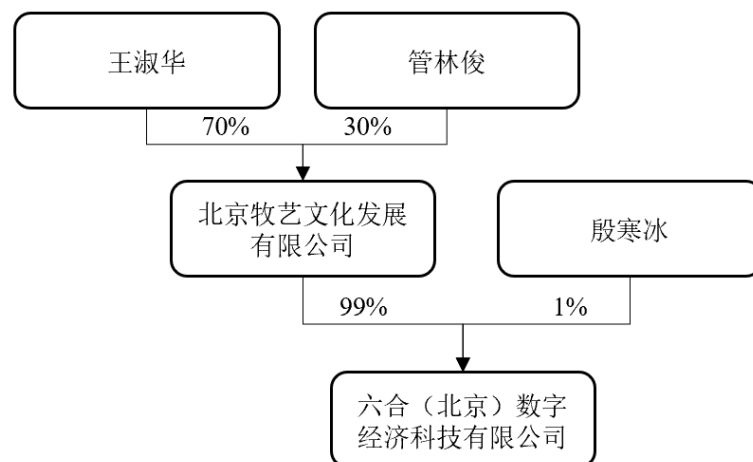 王淑华
管林俊
70%
30%
北京牧艺文化发展
有限公司
殷寒冰
99%
1%
六合（北京）数字
经济科技有限公司